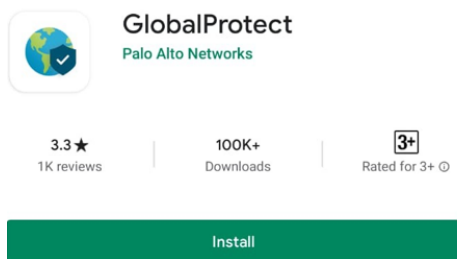 GlobalProtect
Palo Alto Networks
3.3★ 100K+ 3+
1K reviews Downloads Rated for 3+ ⓘ
Install